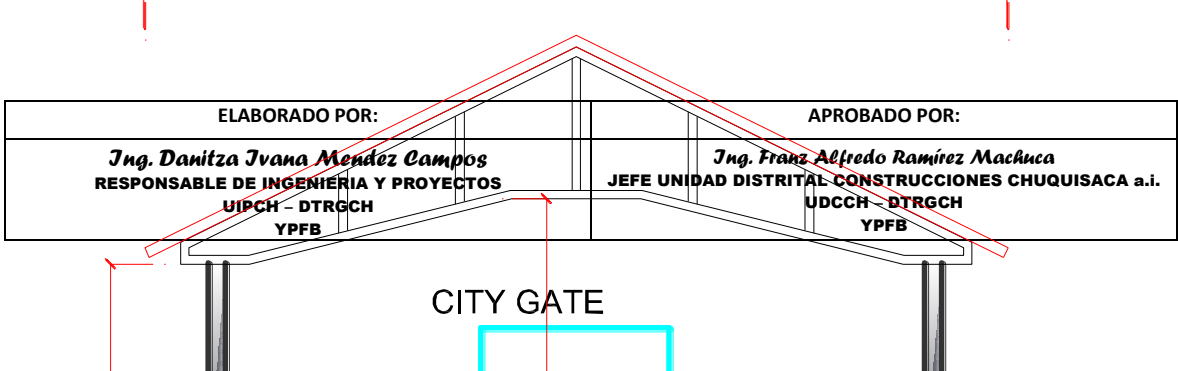 ELABORADO POR:
APROBADO POR:
Ing. Danitza Ivana Mendez Campos
RESPONSABLE DE INGENIERIA Y PROYECTOS
UIPCH – DTRGCH
YPFB
Ing. Franz Alfredo Ramírez Machuca
JEFE UNIDAD DISTRITAL CONSTRUCCIONES CHUQUISACA a.i.
UDCCH – DTRGCH
YPFB
CITY GATE